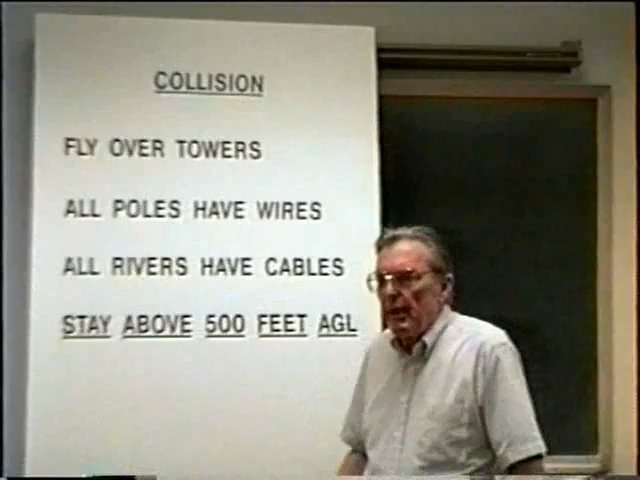 COLLISION
FLY OVER TOWERS
ALL POLES HAVE WIRES
ALL RIVERS HAVE CABLES
STAY ABOVE 500 FEET AGL